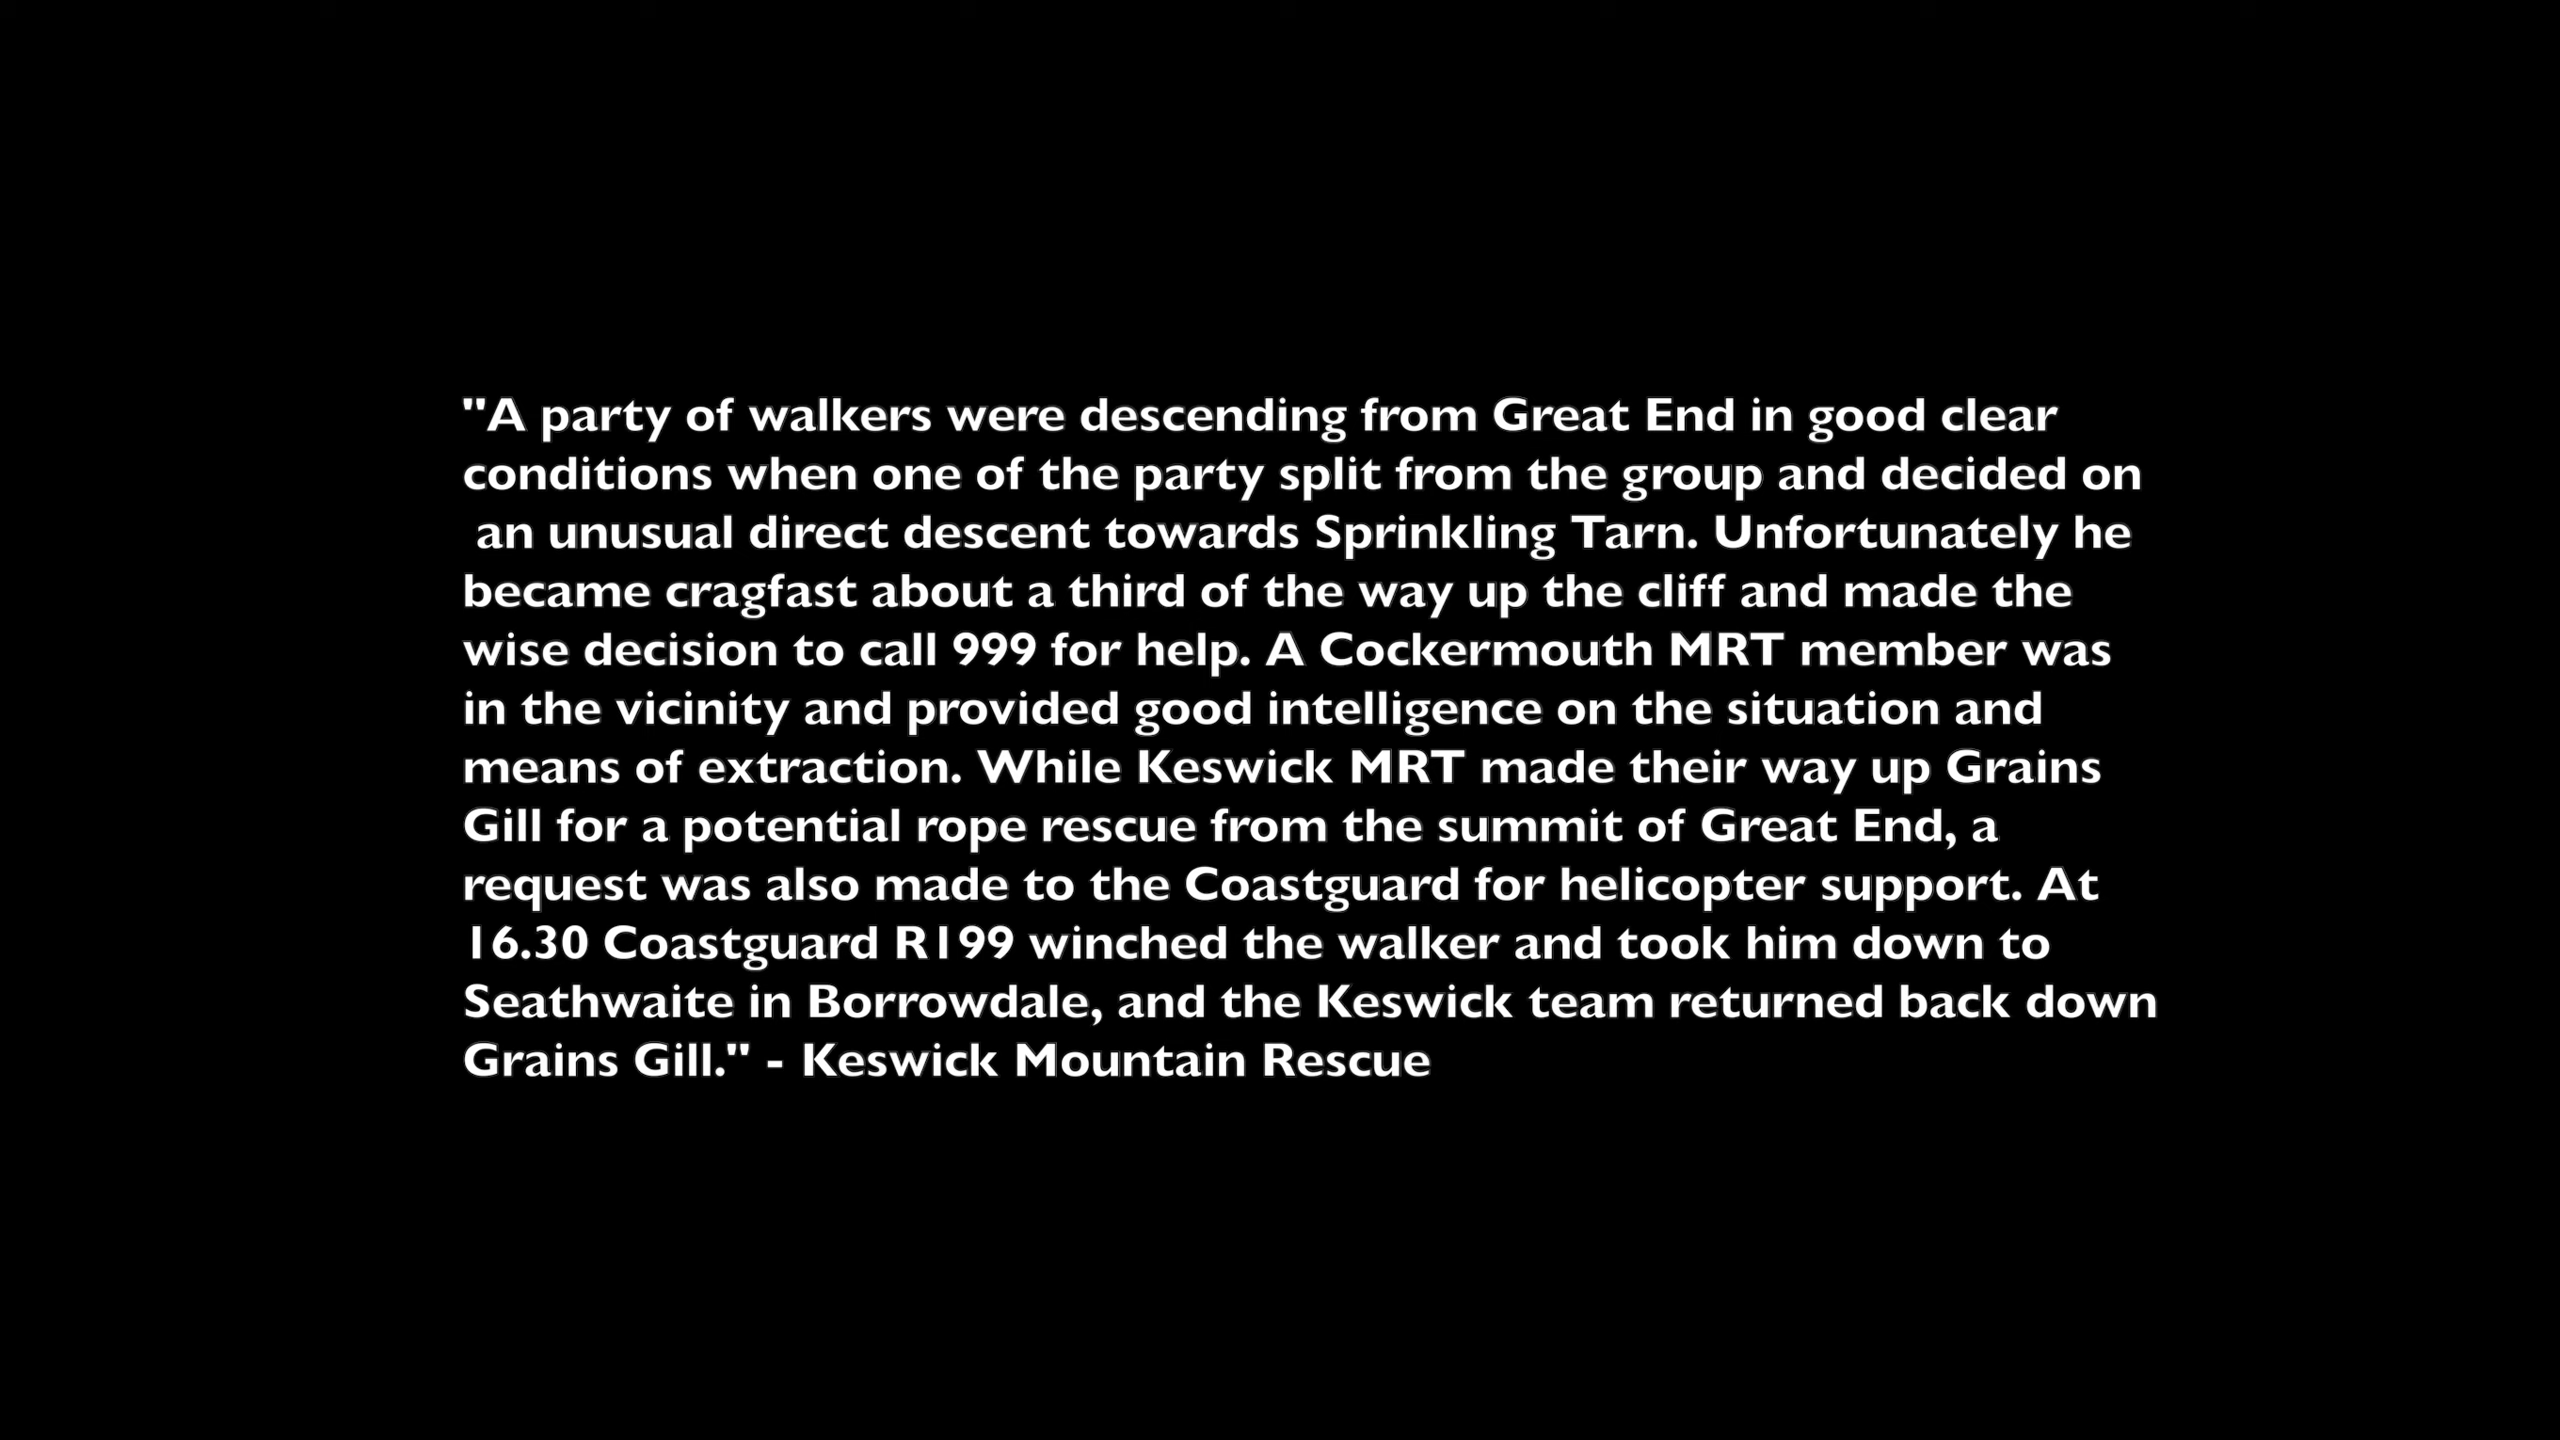 "A party of walkers were descending from Great End in good clear
conditions when one of the party split from the group and decided on
an unusual direct descent towards Sprinkling Tarn. Unfortunately he
became cragfast about a third of the way up the cliff and made the
wise decision to call 999 for help. A Cockermouth MRT member was
in the vicinity and provided good intelligence on the situation and
means of extraction. While Keswick MRT made their way up Grains
Gill for a potential rope rescue from the summit of Great End, a
request was also made to the Coastguard for helicopter support. At
16.30 Coastguard R199 winched the walker and took him down to
Seathwaite in Borrowdale, and the Keswick team returned back down
Grains Gill." - Keswick Mountain Rescue